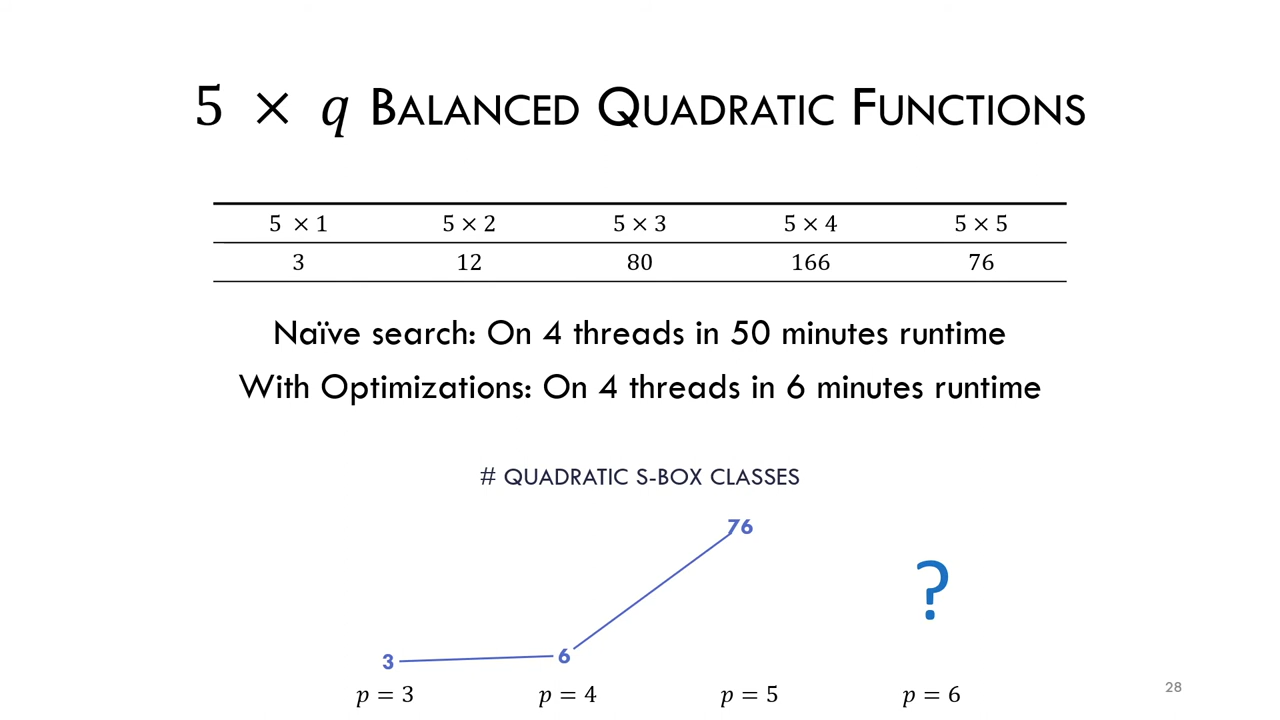 5 × q BALANCED QUADRATIC FUNCTIONS
5 × 1 5 × 2 5 × 3 5 × 4 5 × 5
3 12 80 166 76
Naïve search: On 4 threads in 50 minutes runtime
With Optimizations: On 4 threads in 6 minutes runtime
# QUADRATIC S-BOX CLASSES
76
?
3 6
p = 3 p = 4 p = 5 p = 6
28